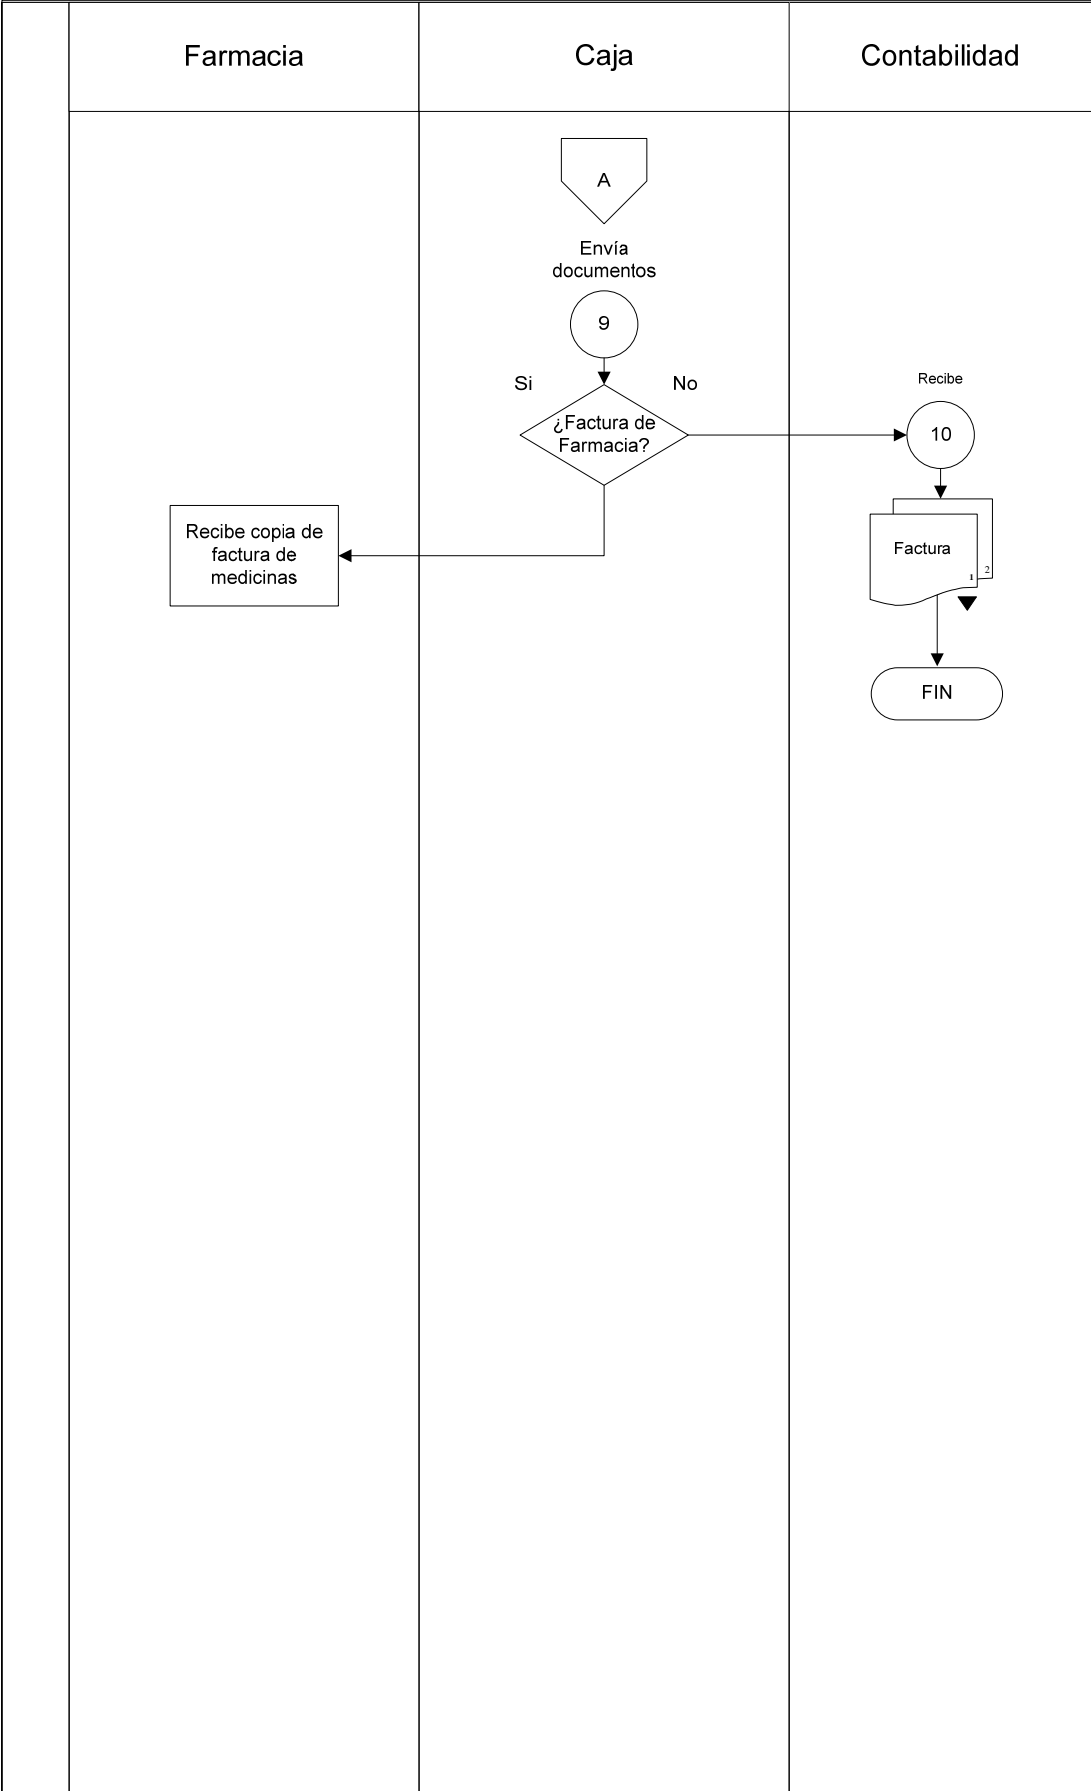 Farmacia
Caja
Contabilidad
A
Envía
documentos
9
Si
No
Recibe
¿Factura de
Farmacia?
10
Recibe copia de
factura de
medicinas
Factura
1
2
FIN